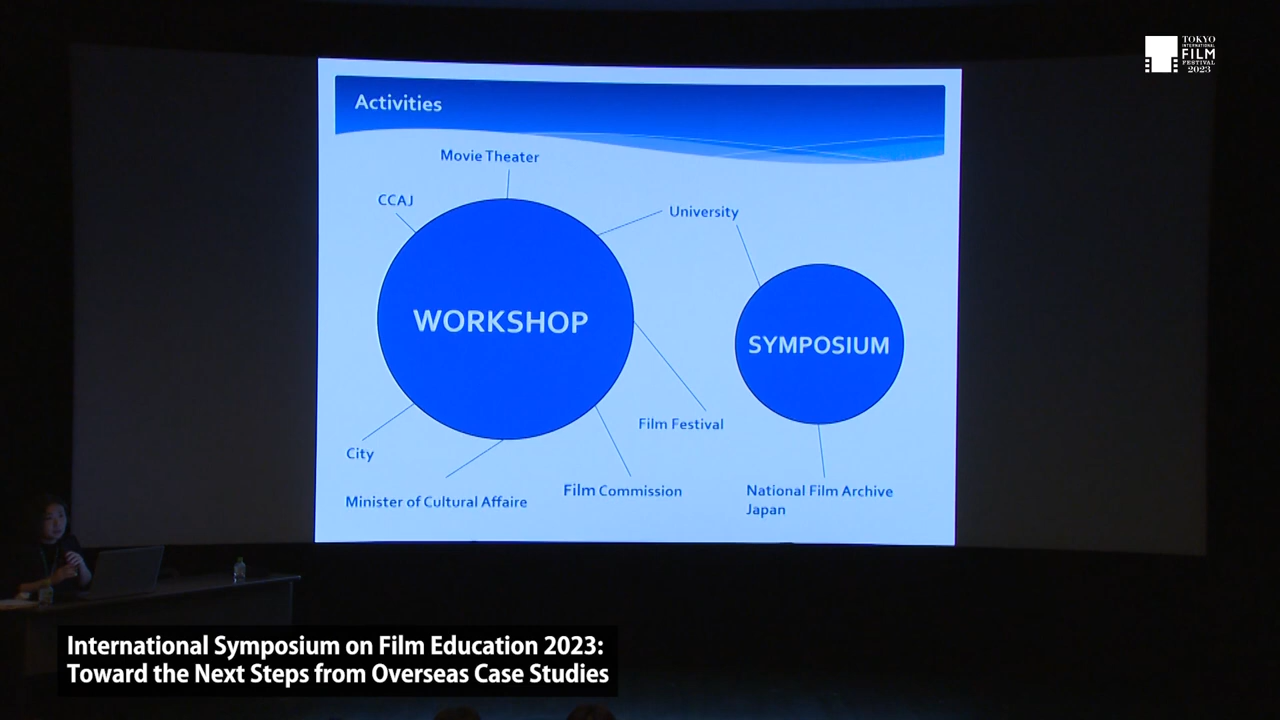 TOKYO
INTERNATIONAL
FILM
FESTIVAL
2023
Activities
Movie Theater
CCAJ
University
WORKSHOP
SYMPOSIUM
Film Festival
City
Minister of Cultural Affaire
Film Commission
National Film Archive
Japan
International Symposium on Film Education 2023:
Toward the Next Steps from Overseas Case Studies